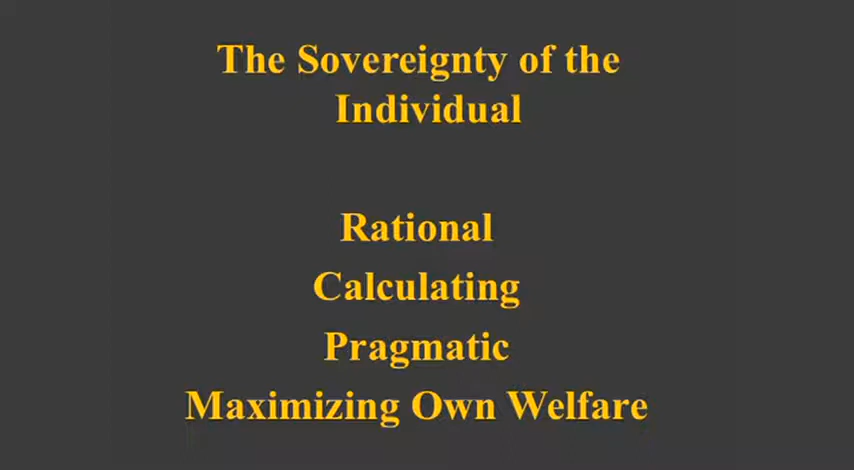 The Sovereignty of the
Individual
Rational
Calculating
Pragmatic
Maximizing Own Welfare